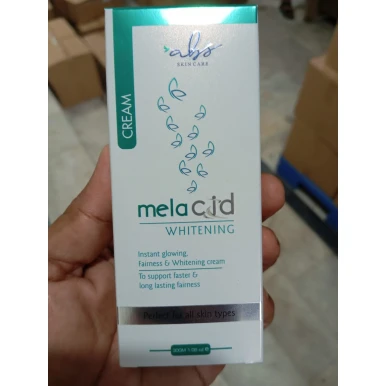 abs
SKIN CARE
CREAM
melacid
WHITENING
Instant glowing,
Fairness & Whitening cream
To support faster &
long lasting fairness
Perfect for all skin types